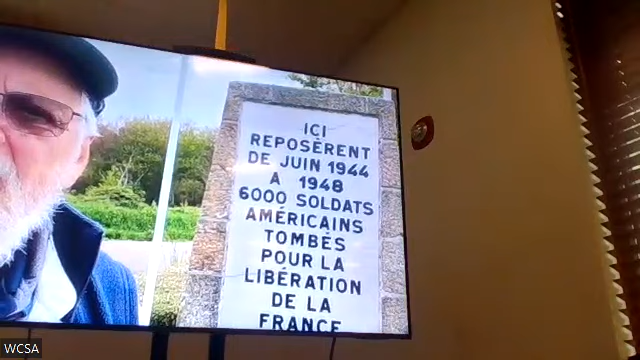 ICI
REPOSÈRENT
DE JUIN 1944
A 1948
6000 SOLDATS
AMÉRICAINS
TOMBÉS
POUR LA
LIBÉRATION
DE LA
FRANCE
WCSA